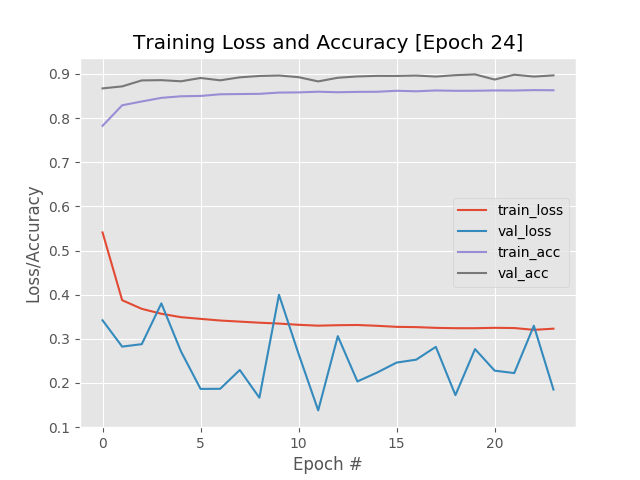 Training Loss and Accuracy [Epoch 24]
0.9
0.8
0.7
0.6
0.5
0.4
0.3
0.2
0.1
Loss/Accuracy
train_loss
val_loss
train_acc
val_acc
0 5 10 15 20
Epoch #